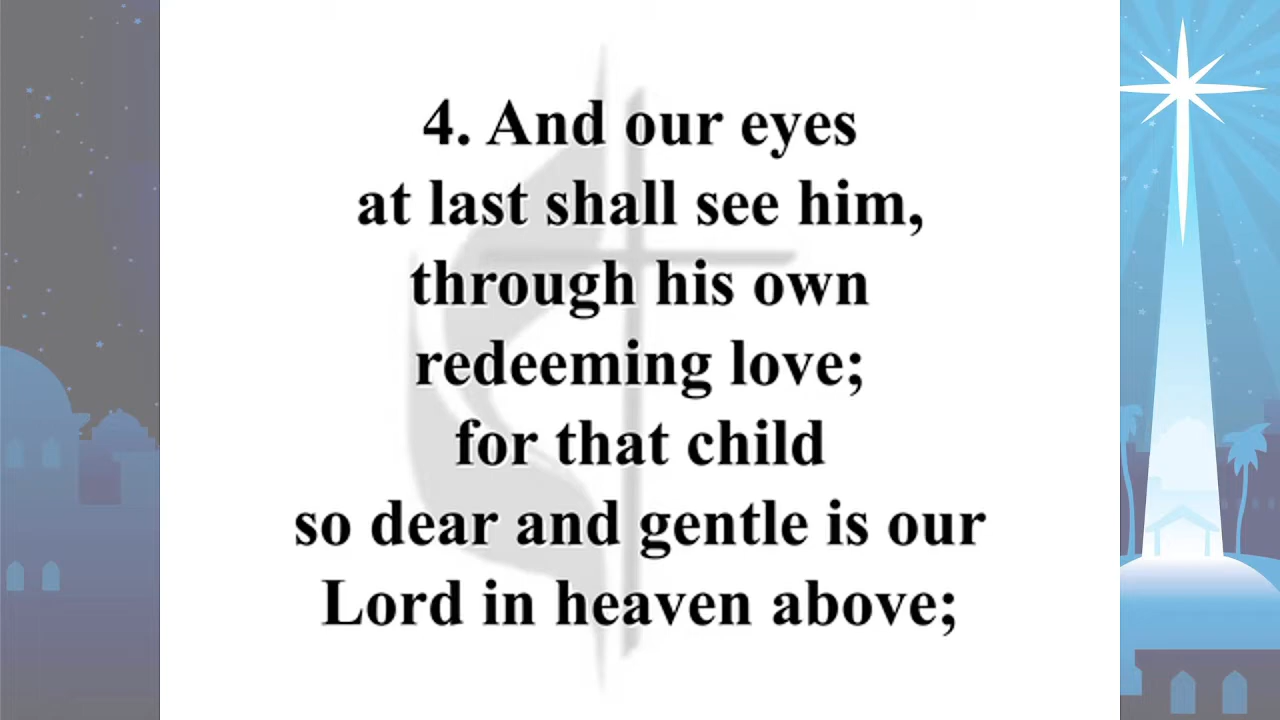 4. And our eyes
at last shall see him,
through his own
redeeming love;
for that child
so dear and gentle is our
Lord in heaven above;